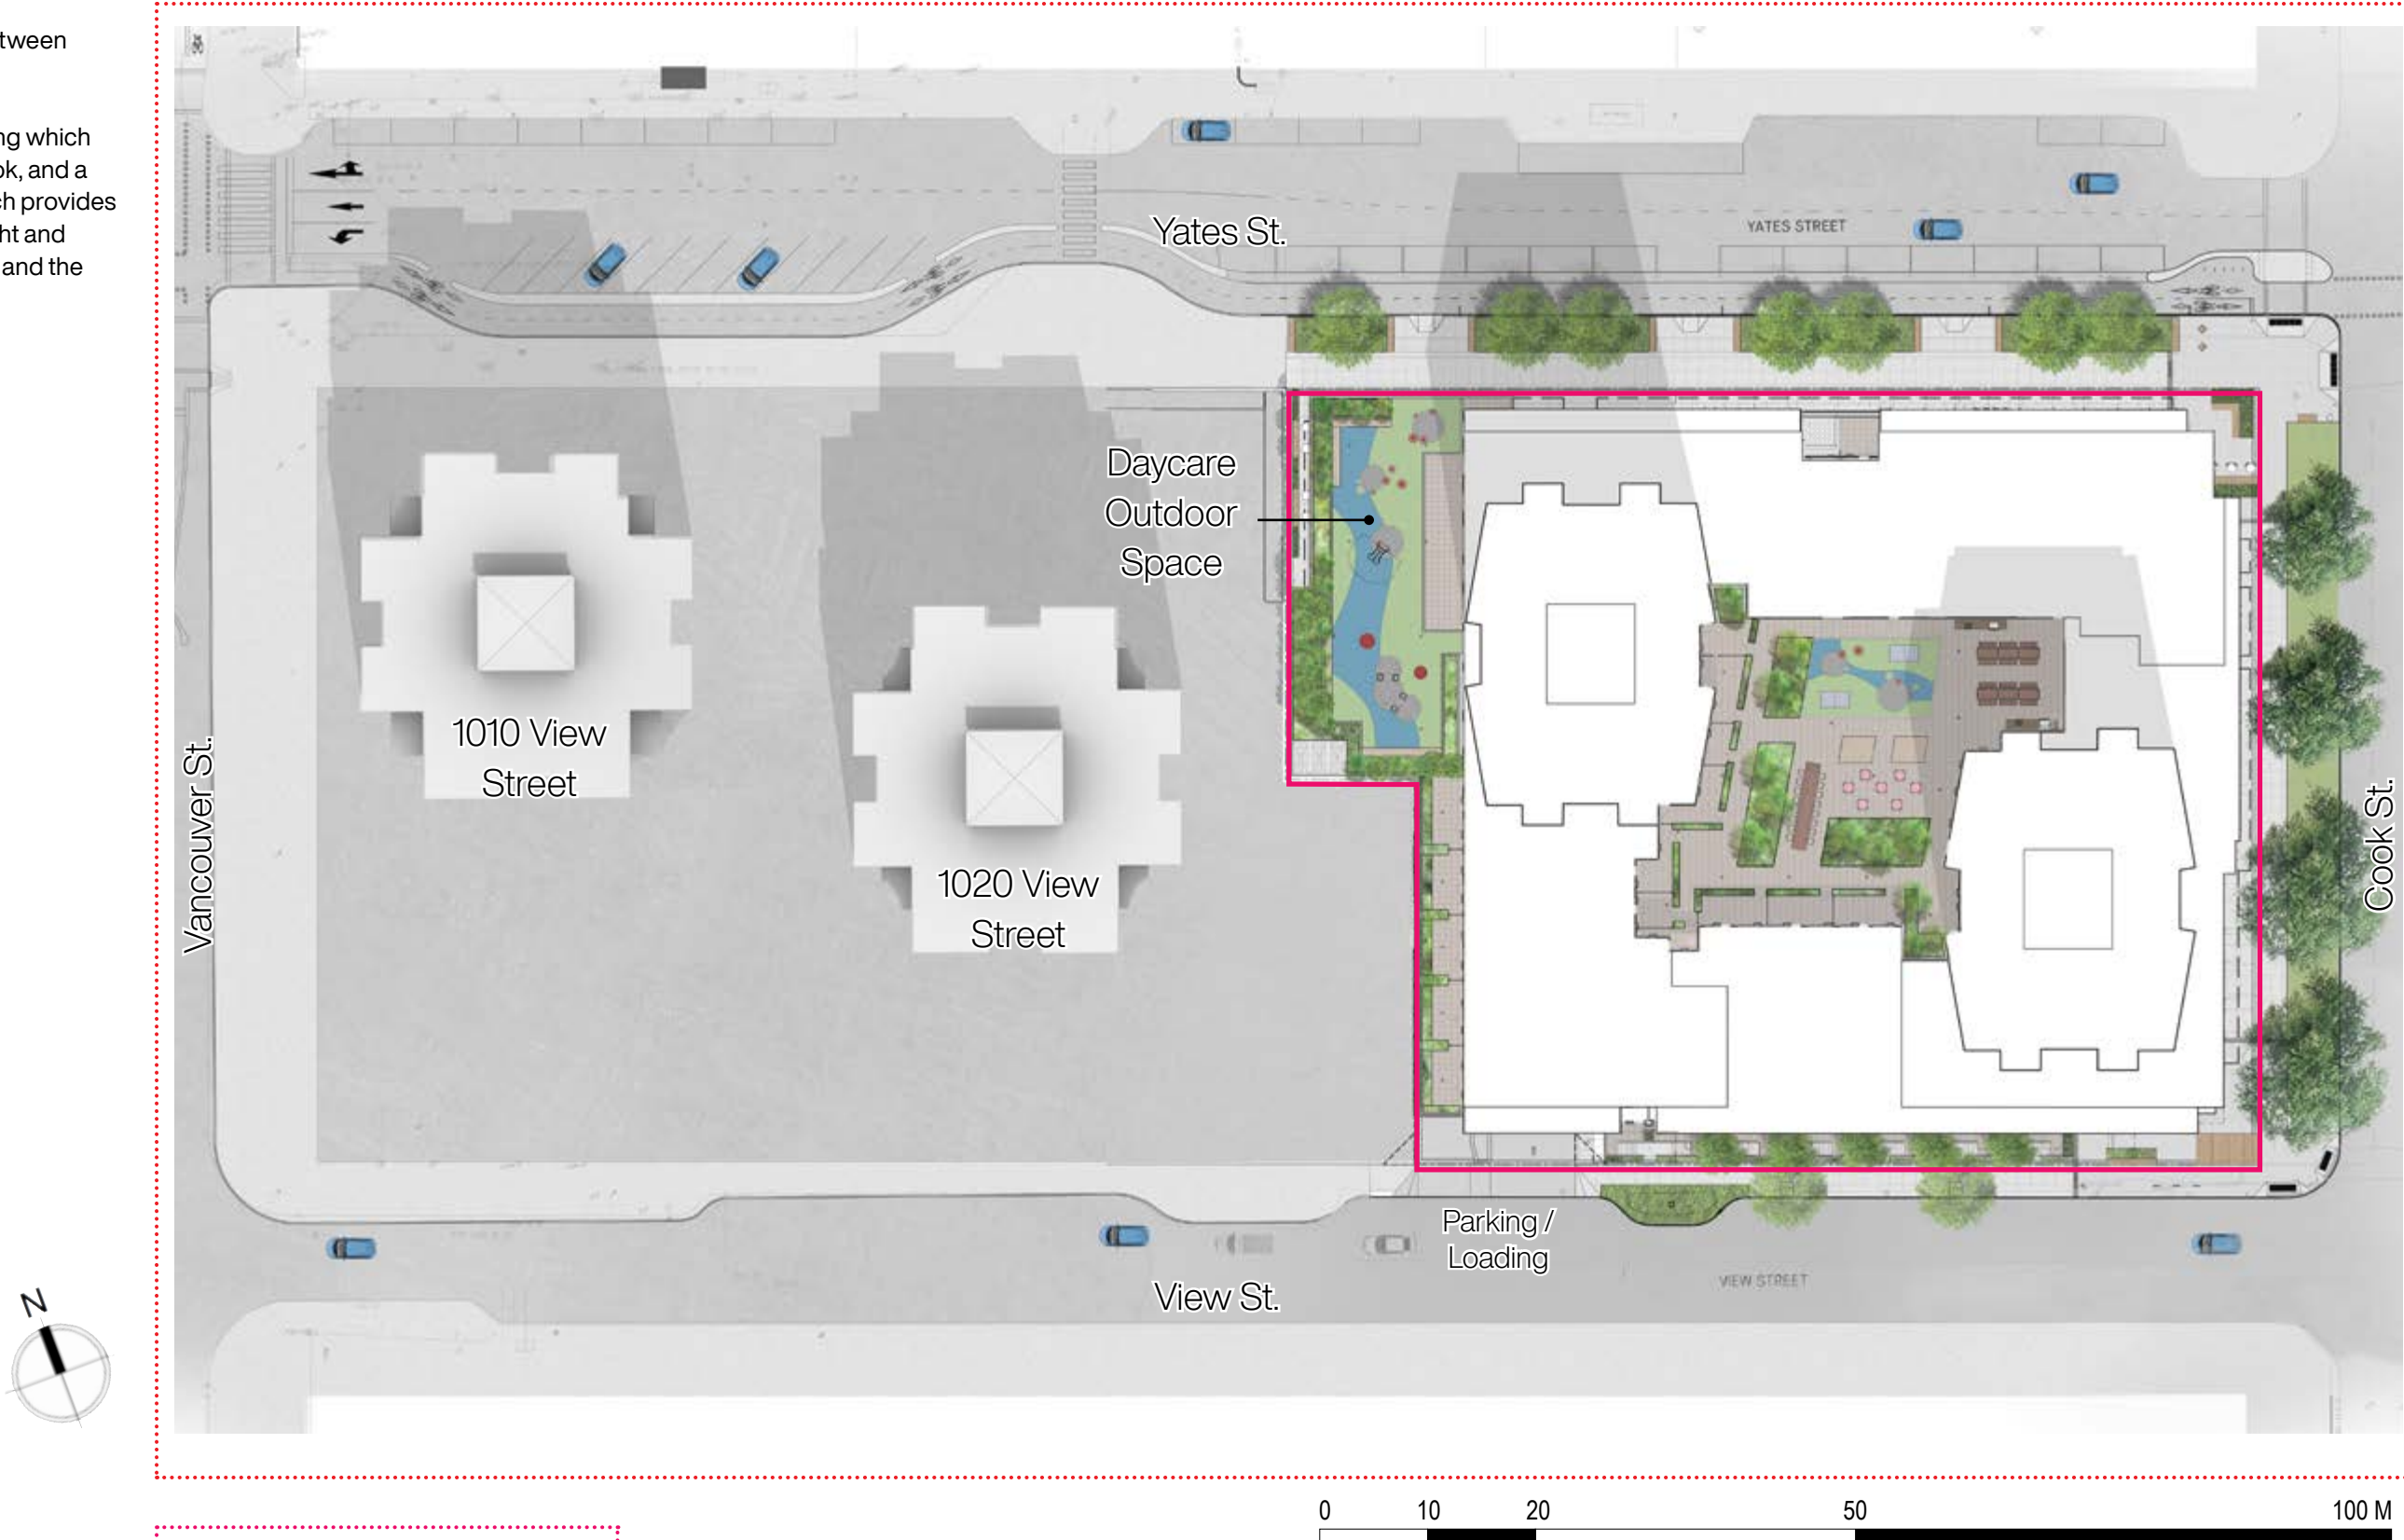 tween
ng which
ok, and a
ch provides
ht and
and the
Yates St.
YATES STREET
Daycare
Outdoor
Space
1010 View
Street
1020 View
Street
Vancouver St.
Cook St.
Parking /
Loading
View St.
VIEW STREET
N
0 10 20 50 100 M